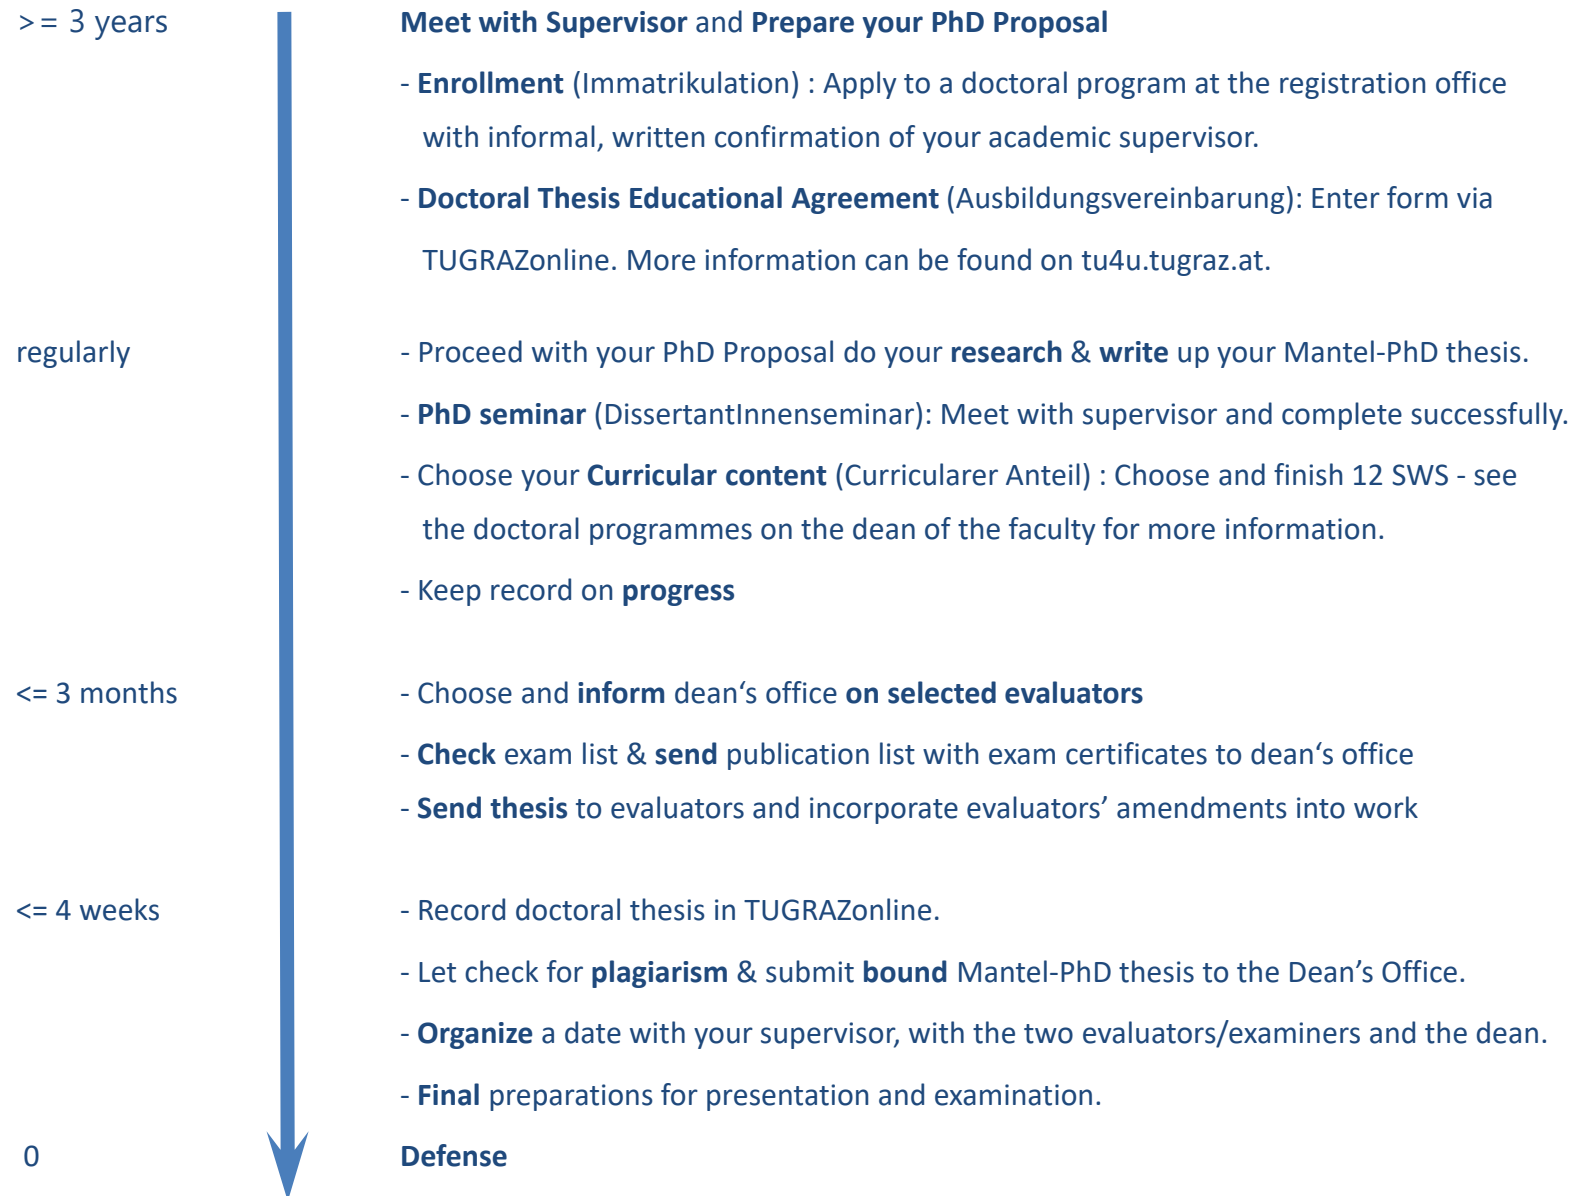 >= 3 years Meet with Supervisor and Prepare your PhD Proposal
- Enrollment (Immatrikulation) : Apply to a doctoral program at the registration office
with informal, written confirmation of your academic supervisor.
- Doctoral Thesis Educational Agreement (Ausbildungsvereinbarung): Enter form via
TUGRAZonline. More information can be found on tu4u.tugraz.at.
regularly - Proceed with your PhD Proposal do your research & write up your Mantel-PhD thesis.
- PhD seminar (DissertantInnenseminar): Meet with supervisor and complete successfully.
- Choose your Curricular content (Curricularer Anteil) : Choose and finish 12 SWS - see
the doctoral programmes on the dean of the faculty for more information.
- Keep record on progress
<= 3 months - Choose and inform dean‘s office on selected evaluators
- Check exam list & send publication list with exam certificates to dean‘s office
- Send thesis to evaluators and incorporate evaluators’ amendments into work
<= 4 weeks - Record doctoral thesis in TUGRAZonline.
- Let check for plagiarism & submit bound Mantel-PhD thesis to the Dean’s Office.
- Organize a date with your supervisor, with the two evaluators/examiners and the dean.
- Final preparations for presentation and examination.
0 Defense